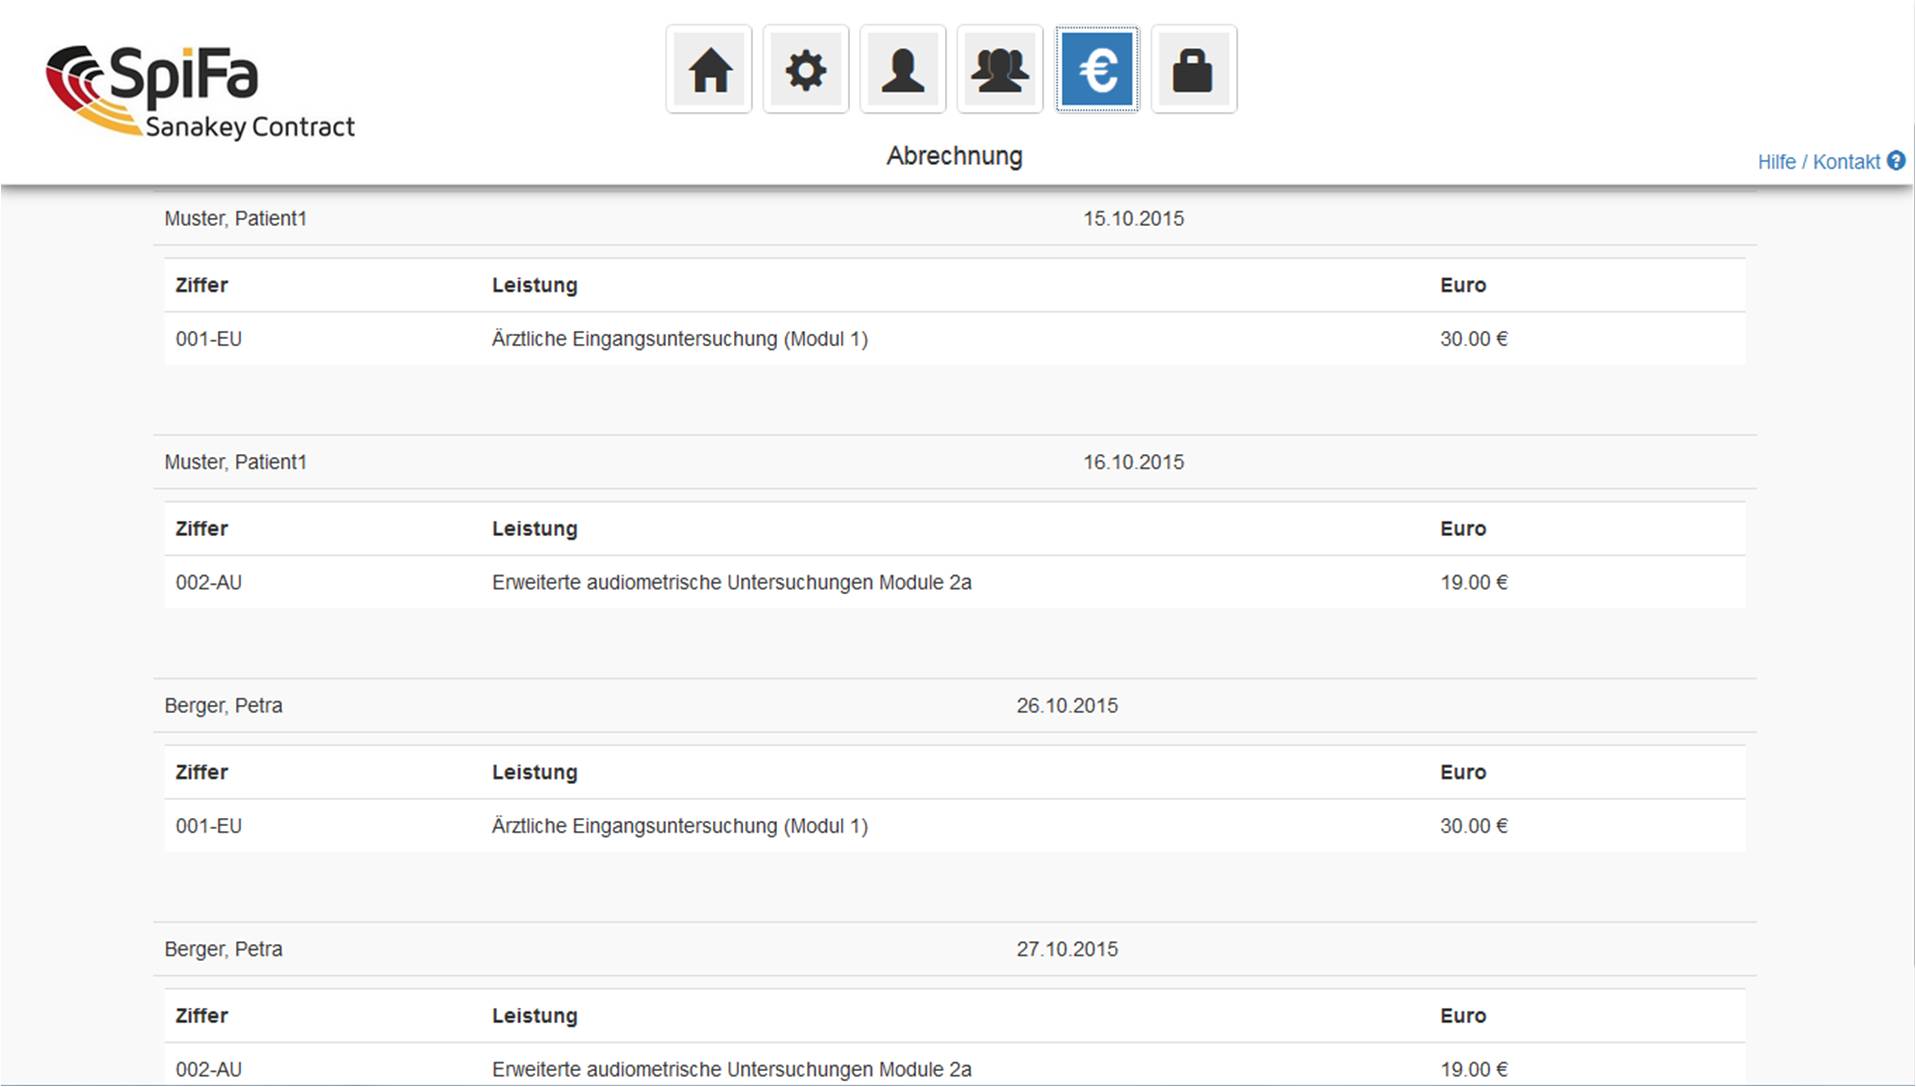 SpiFa
Sanakey Contract
€
Abrechnung
Hilfe / Kontakt ?
Muster, Patient1 15.10.2015
Ziffer Leistung Euro
001-EU Ärztliche Eingangsuntersuchung (Modul 1) 30.00 €
Muster, Patient1 16.10.2015
Ziffer Leistung Euro
002-AU Erweiterte audiometrische Untersuchungen Module 2a 19.00 €
Berger, Petra 26.10.2015
Ziffer Leistung Euro
001-EU Ärztliche Eingangsuntersuchung (Modul 1) 30.00 €
Berger, Petra 27.10.2015
Ziffer Leistung Euro
002-AU Erweiterte audiometrische Untersuchungen Module 2a 19.00 €